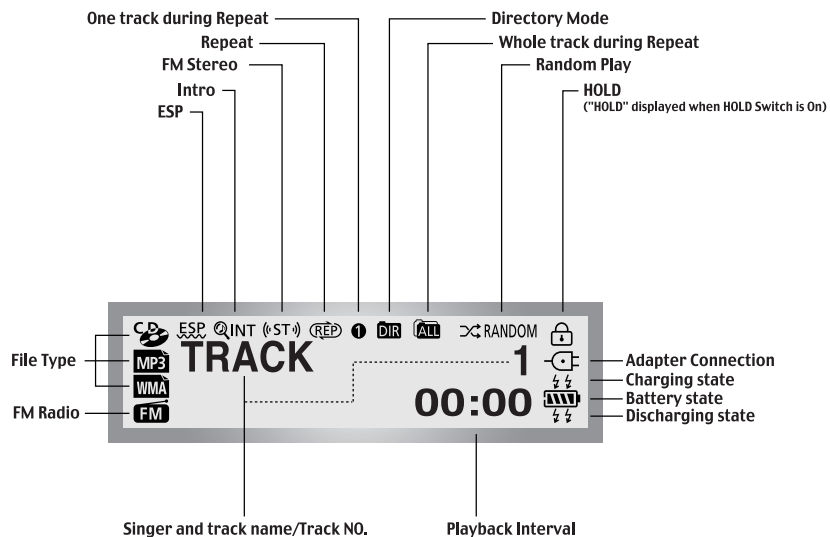 One track during Repeat
Directory Mode
Repeat
Whole track during Repeat
FM Stereo
Random Play
Intro
HOLD
("HOLD" displayed when HOLD Switch is On)
ESP
CD ESP INT ST REP 1 DIR ALL RANDOM
File Type
MP3
TRACK 1
Adapter Connection
WMA
Charging state
FM Radio
FM
00:00
Battery state
Discharging state
Singer and track name/Track NO.
Playback Interval